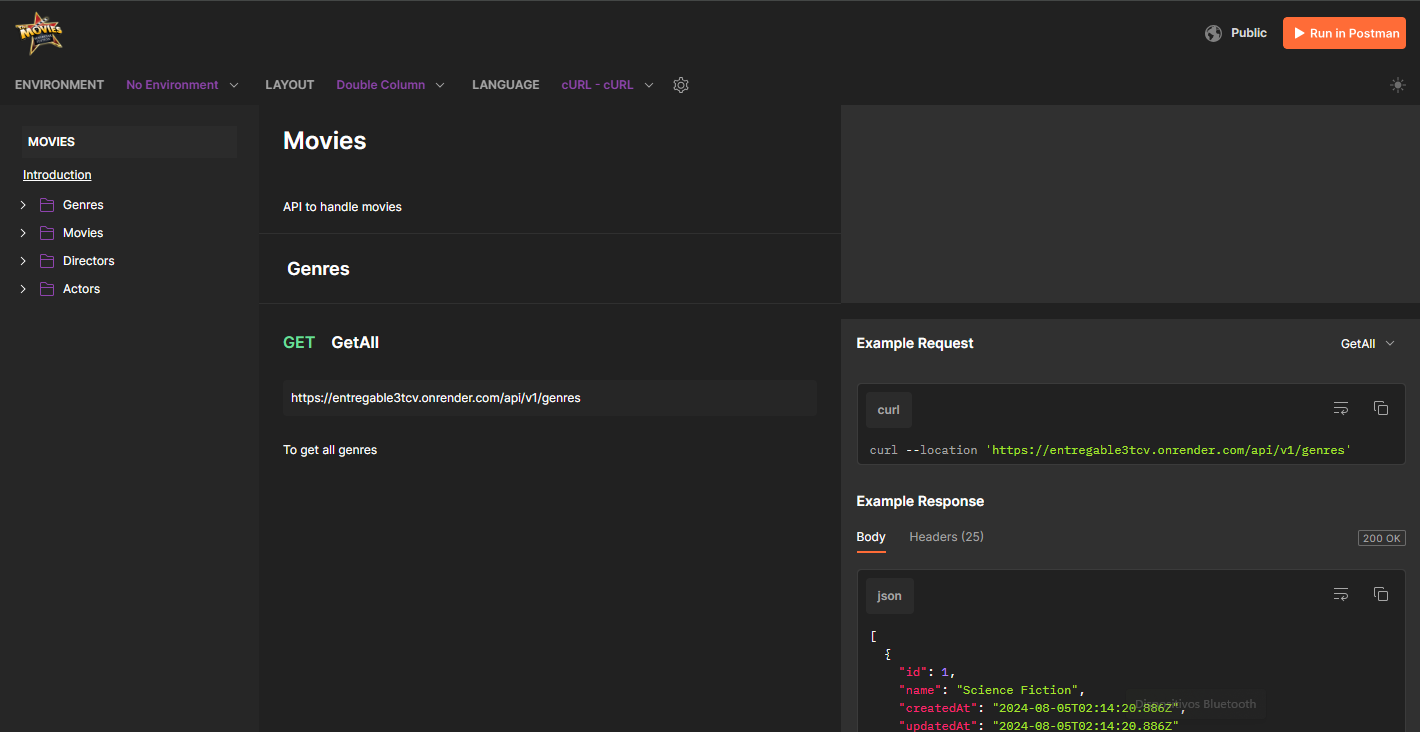 MOVIES
Public
Run in Postman
ENVIRONMENT No Environment LAYOUT Double Column LANGUAGE cURL - cURL
MOVIES
Introduction
Genres
Movies
Directors
Actors
Movies
API to handle movies
Genres
GET GetAll
https://entregable3tcv.onrender.com/api/v1/genres
To get all genres
Example Request
GetAll
curl
curl --location 'https://entregable3tcv.onrender.com/api/v1/genres'
Example Response
Body Headers (25)
200 OK
json
[
{
"id": 1,
"name": "Science Fiction",
"createdAt": "2024-08-05T02:14:20.886Z",
Dispositivos Bluetooth
"updatedAt": "2024-08-05T02:14:20.886Z"